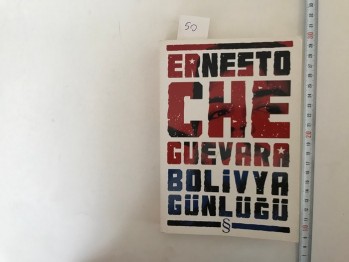 50
ERNESTO
CHE
GUEVARA
BOLİVYA
GÜNLÜĞÜ